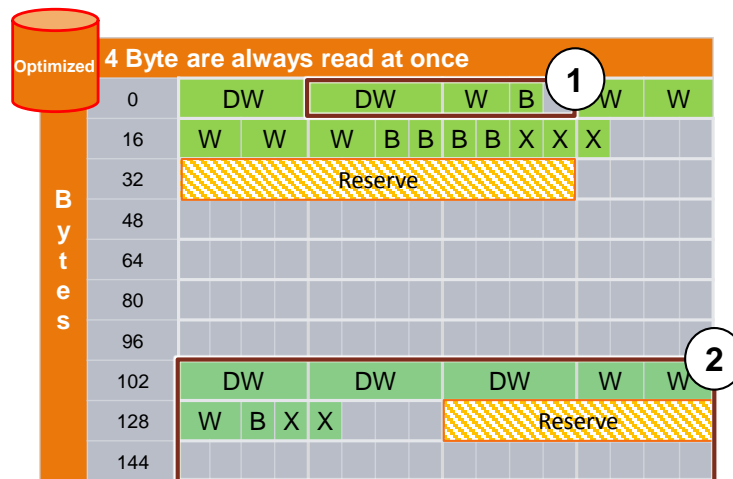 Optimized
4 Byte are always read at once
1
0 DW DW W B W W
16 W W W B B B B X X X
32 Reserve
48
64
80
96
2
102 DW DW DW W W
128 W B X X Reserve
144
Bytes